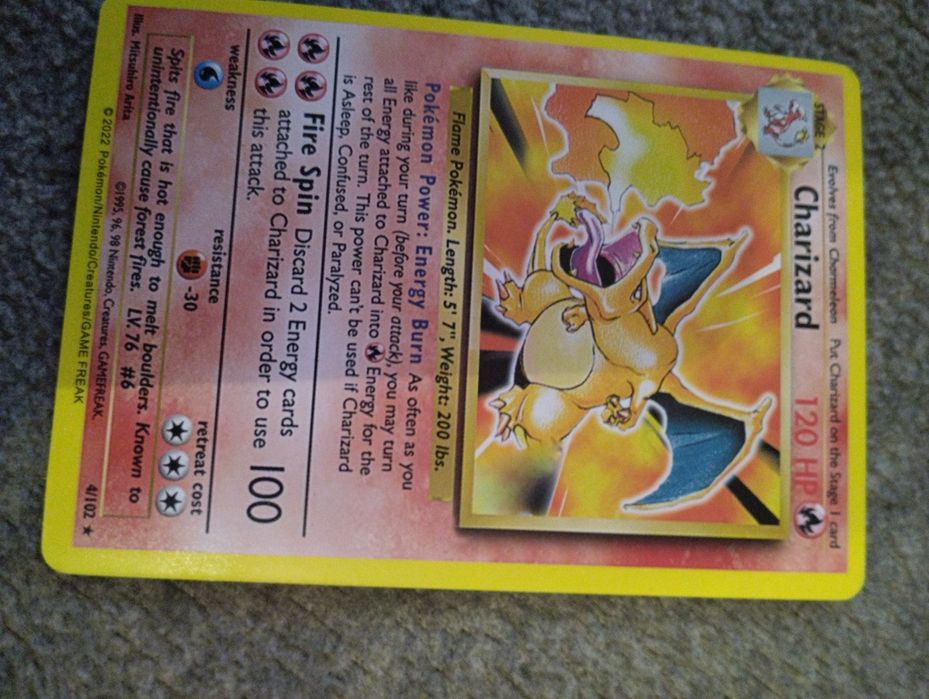 STAGE 2
Evolves from Charmeleon Put Charizard on the Stage 1 card
Charizard 120 HP
Flame Pokémon. Length: 5' 7", Weight: 200 lbs.
Pokémon Power: Energy Burn As often as you
like during your turn (before your attack), you may turn
all Energy attached to Charizard into Energy for the
rest of the turn. This power can't be used if Charizard
is Asleep, Confused, or Paralyzed.
Fire Spin Discard 2 Energy cards
attached to Charizard in order to use
this attack.
100
weakness resistance retreat cost
-30
Spits fire that is hot enough to melt boulders. Known to
unintentionally cause forest fires. LV. 76 #6
Illus. Mitsuhiro Arita ©1995, 96, 98 Nintendo, Creatures, GAMEFREAK. 4/102 ★
© 2022 Pokémon/Nintendo/Creatures/GAME FREAK